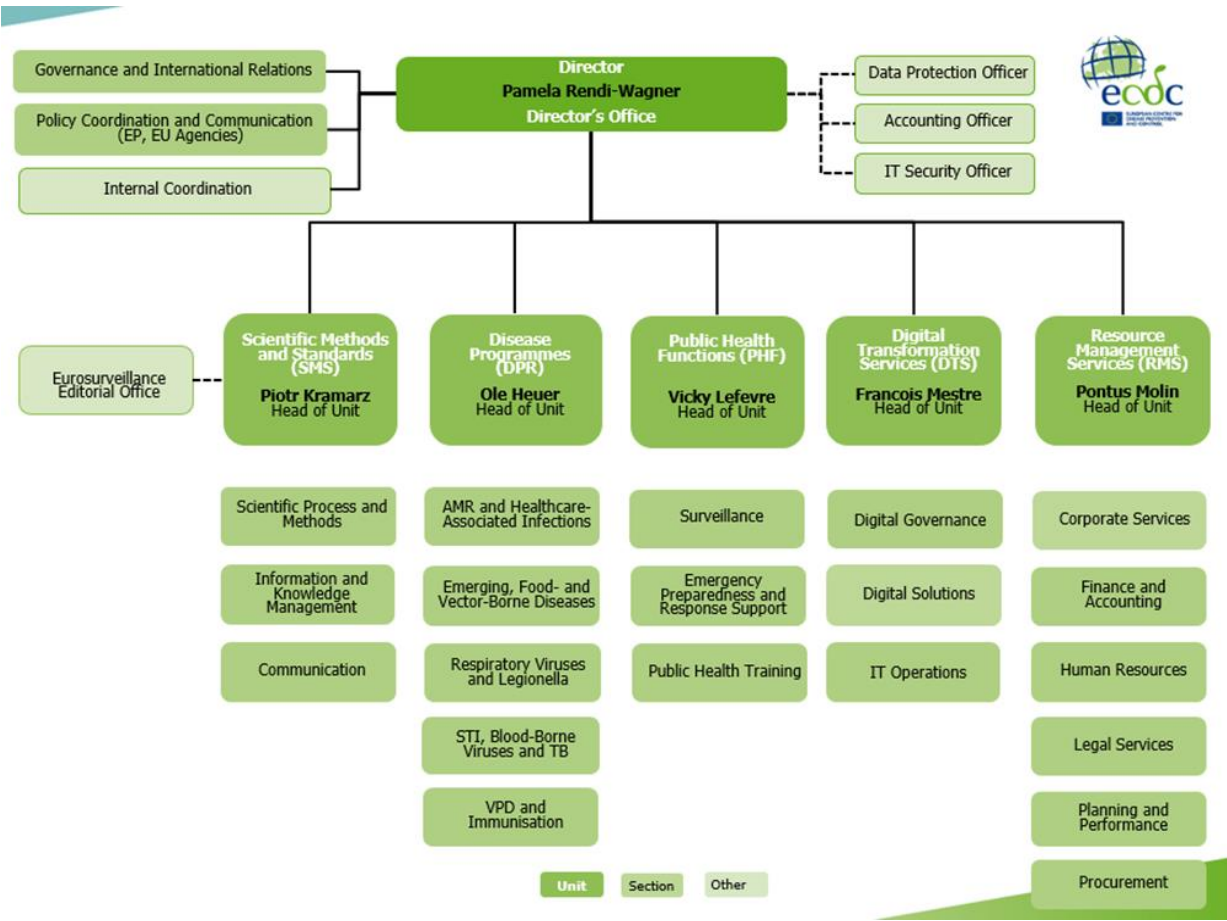 Governance and International Relations
Policy Coordination and Communication
(EP, EU Agencies)
Internal Coordination
Director
Pamela Rendi-Wagner
Director's Office
Data Protection Officer
Accounting Officer
IT Security Officer
ecdc
EUROPEAN CENTRE FOR
DISEASE PREVENTION
AND CONTROL
Eurosurveillance
Editorial Office
Scientific Methods
and Standards
(SMS)
Piotr Kramarz
Head of Unit
Disease
Programmes
(DPR)
Ole Heuer
Head of Unit
Public Health
Functions (PHF)
Vicky Lefevre
Head of Unit
Digital
Transformation
Services (DTS)
Francois Mestre
Head of Unit
Resource
Management
Services (RMS)
Pontus Molin
Head of Unit
Scientific Process and
Methods
Information and
Knowledge
Management
Communication
AMR and Healthcare-
Associated Infections
Emerging, Food- and
Vector-Borne Diseases
Respiratory Viruses
and Legionella
STI, Blood-Borne
Viruses and TB
VPD and
Immunisation
Surveillance
Emergency
Preparedness and
Response Support
Public Health Training
Digital Governance
Digital Solutions
IT Operations
Corporate Services
Finance and
Accounting
Human Resources
Legal Services
Planning and
Performance
Procurement
Unit
Section
Other